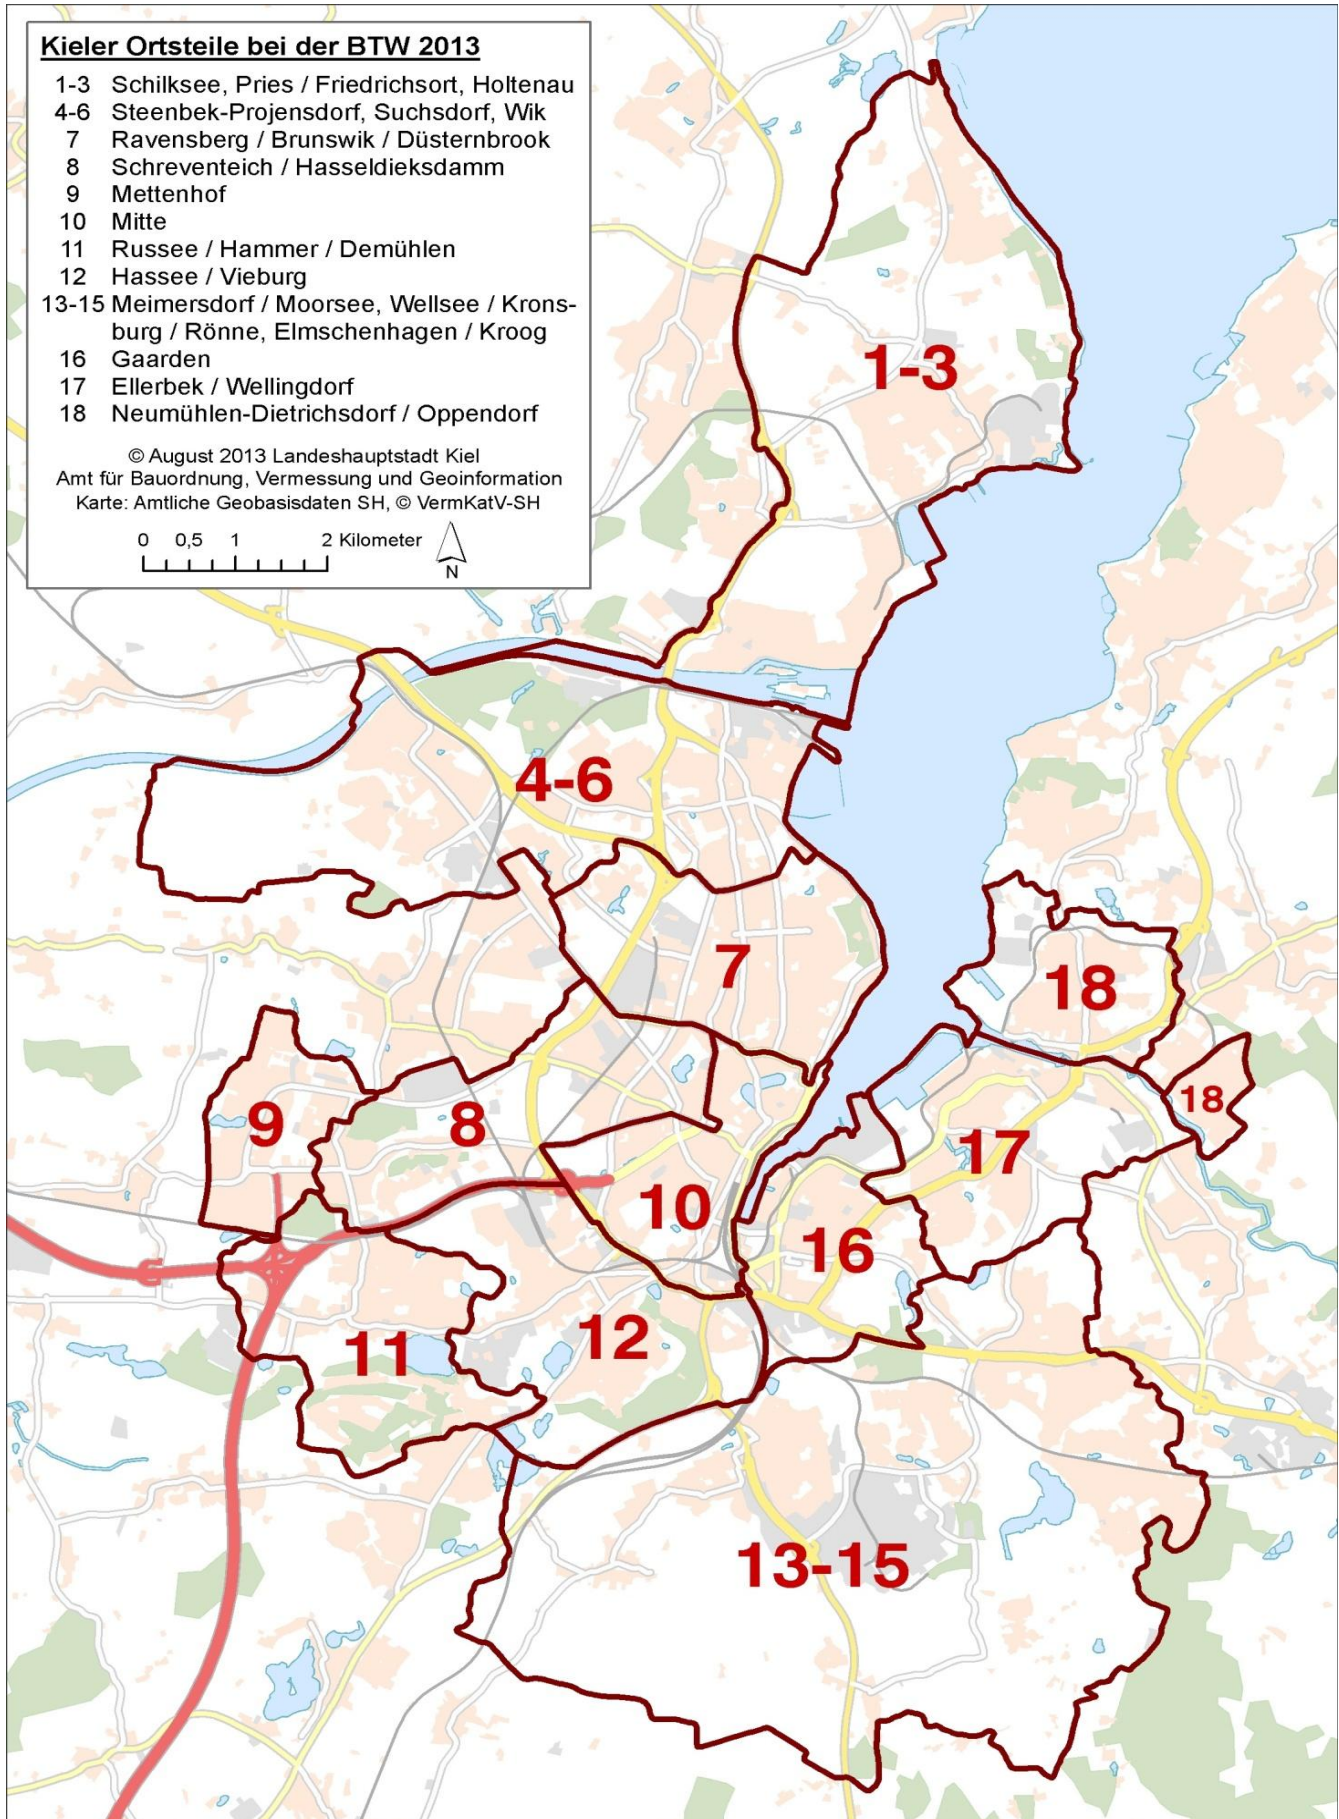 Kieler Ortsteile bei der BTW 2013
1-3 Schilksee, Pries / Friedrichsort, Holtenau
4-6 Steenbek-Projensdorf, Suchsdorf, Wik
7 Ravensberg / Brunswik / Düsternbrook
8 Schreventeich / Hasseldieksdamm
9 Mettenhof
10 Mitte
11 Russee / Hammer / Demühlen
12 Hassee / Vieburg
13-15 Meimersdorf / Moorsee, Wellsee / Krons-
burg / Rönne, Elmschenhagen / Kroog
16 Gaarden
17 Ellerbek / Wellingdorf
18 Neumühlen-Dietrichsdorf / Oppendorf
© August 2013 Landeshauptstadt Kiel
Amt für Bauordnung, Vermessung und Geoinformation
Karte: Amtliche Geobasisdaten SH, © VermKatV-SH
0 0,5 1 2 Kilometer
N
1-3
4-6
7
18
18
9
8
17
10
16
12
11
13-15